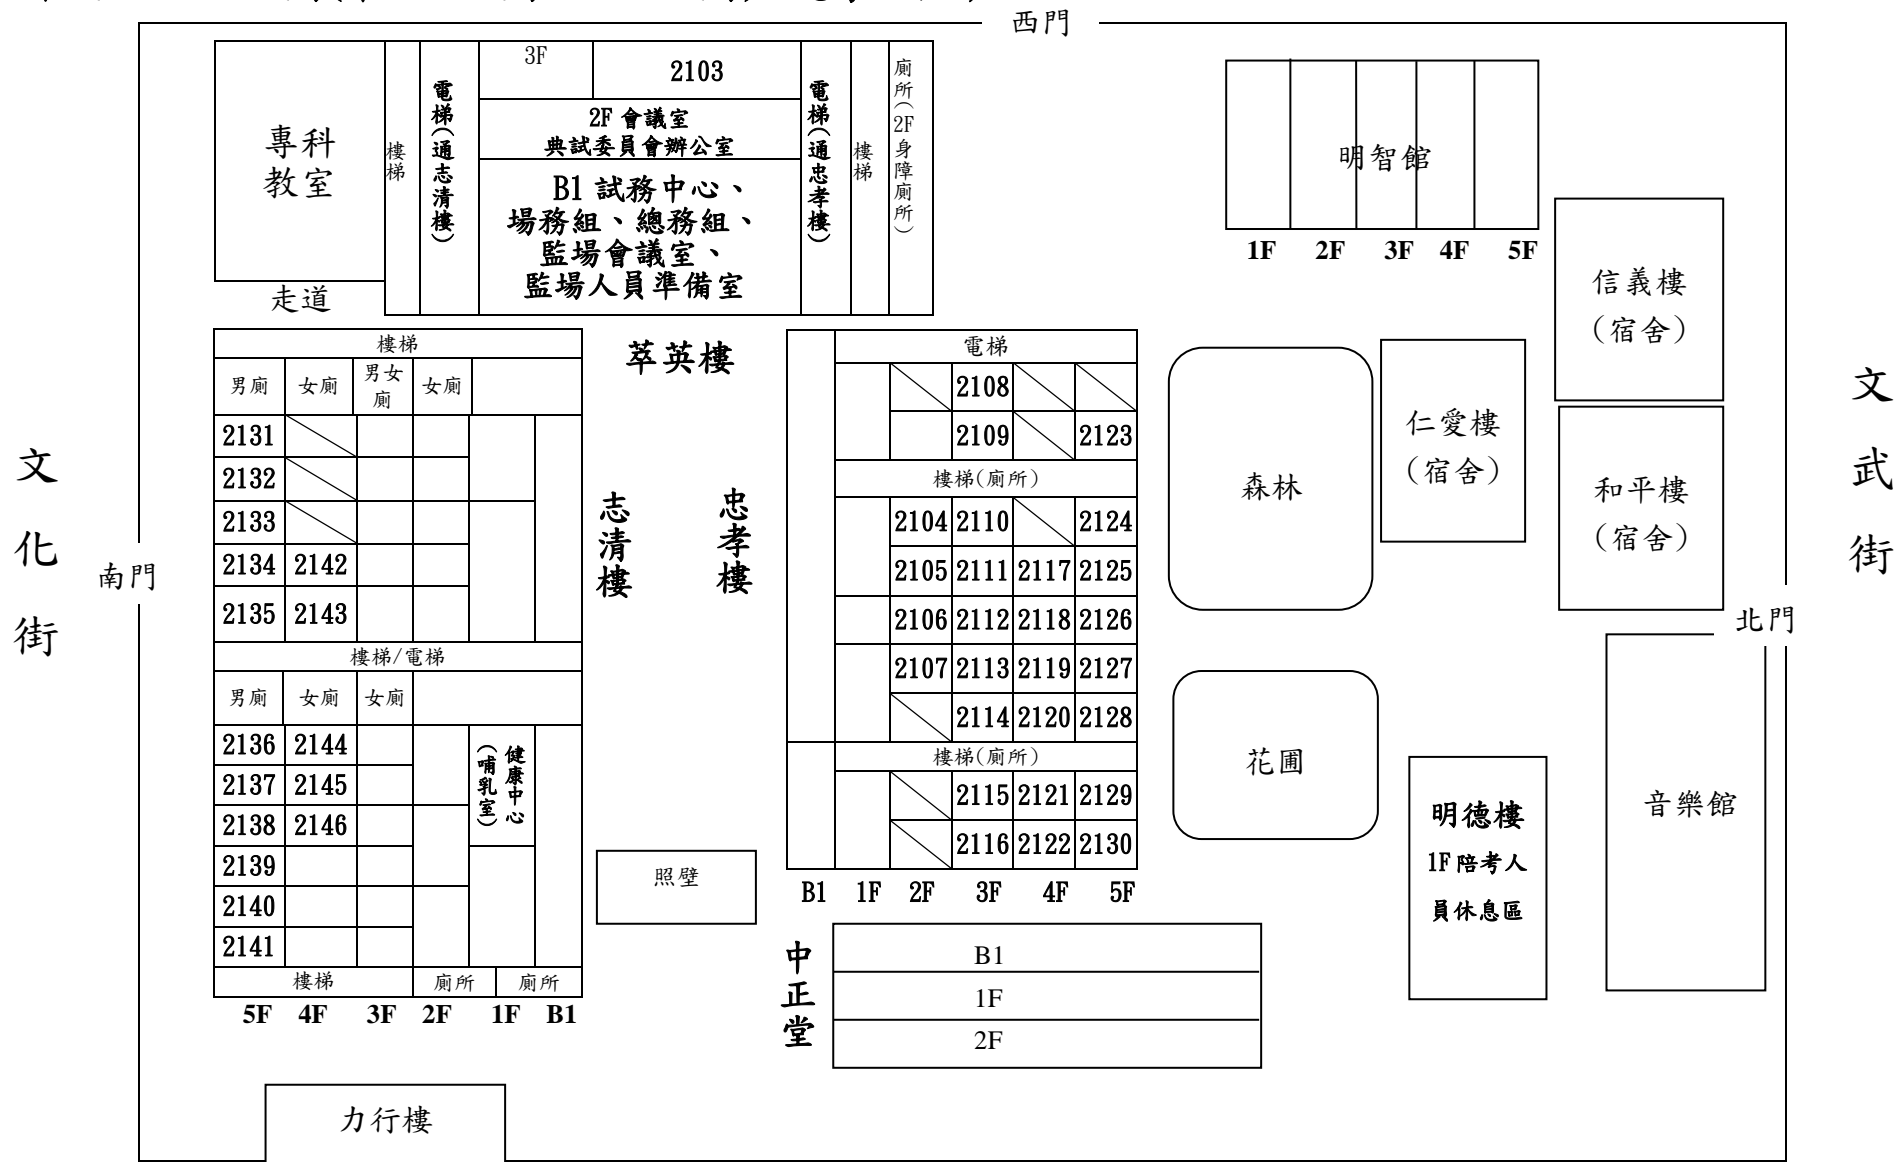 西門
3F
2103
2F 會議室
典試委員會辦公室
B1 試務中心、
場務組、總務組、
監場會議室、
監場人員準備室
專科
教室
走道
樓梯
電梯(通志清樓)
電梯(通忠孝樓)
樓梯
廁所(2F身障廁所)
明智館
1F 2F 3F 4F 5F
信義樓
(宿舍)
仁愛樓
(宿舍)
和平樓
(宿舍)
文武街
北門
文化街
南門
萃英樓
志清樓
忠孝樓
樓梯
男廁 女廁 男女廁 女廁
2131
2132
2133
2134 2142
2135 2143
樓梯/電梯
男廁 女廁 女廁
2136 2144
2137 2145
2138 2146
2139
2140
2141
健康中心
(哺乳室)
樓梯 廁所 廁所
5F 4F 3F 2F 1F B1
電梯
2108
2109 2123
樓梯(廁所)
2104 2110 2124
2105 2111 2117 2125
2106 2112 2118 2126
2107 2113 2119 2127
2114 2120 2128
樓梯(廁所)
2115 2121 2129
2116 2122 2130
B1 1F 2F 3F 4F 5F
森林
花圃
明德樓
1F 陪考人
員休息區
音樂館
照壁
中正堂
B1
1F
2F
力行樓